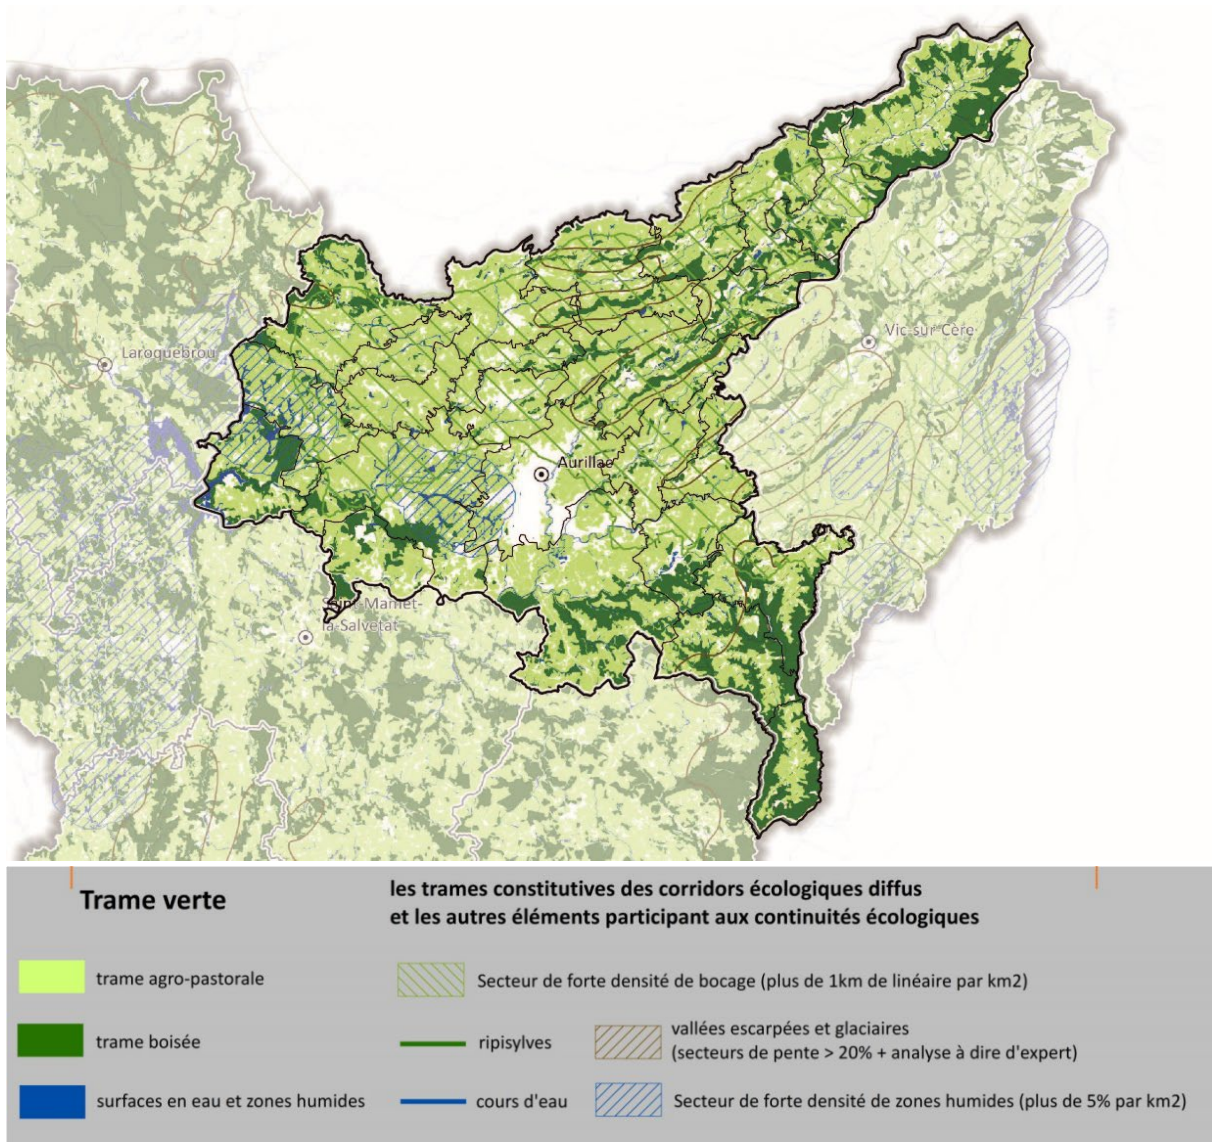 Laroquebrou
Vic-sur-Cère
Aurillac
Saint-Mamet-
la-Salvetat
Trame verte
les trames constitutives des corridors écologiques diffus
et les autres éléments participant aux continuités écologiques
trame agro-pastorale
Secteur de forte densité de bocage (plus de 1km de linéaire par km2)
trame boisée
ripisylves
vallées escarpées et glaciaires
(secteurs de pente > 20% + analyse à dire d'expert)
surfaces en eau et zones humides
cours d'eau
Secteur de forte densité de zones humides (plus de 5% par km2)